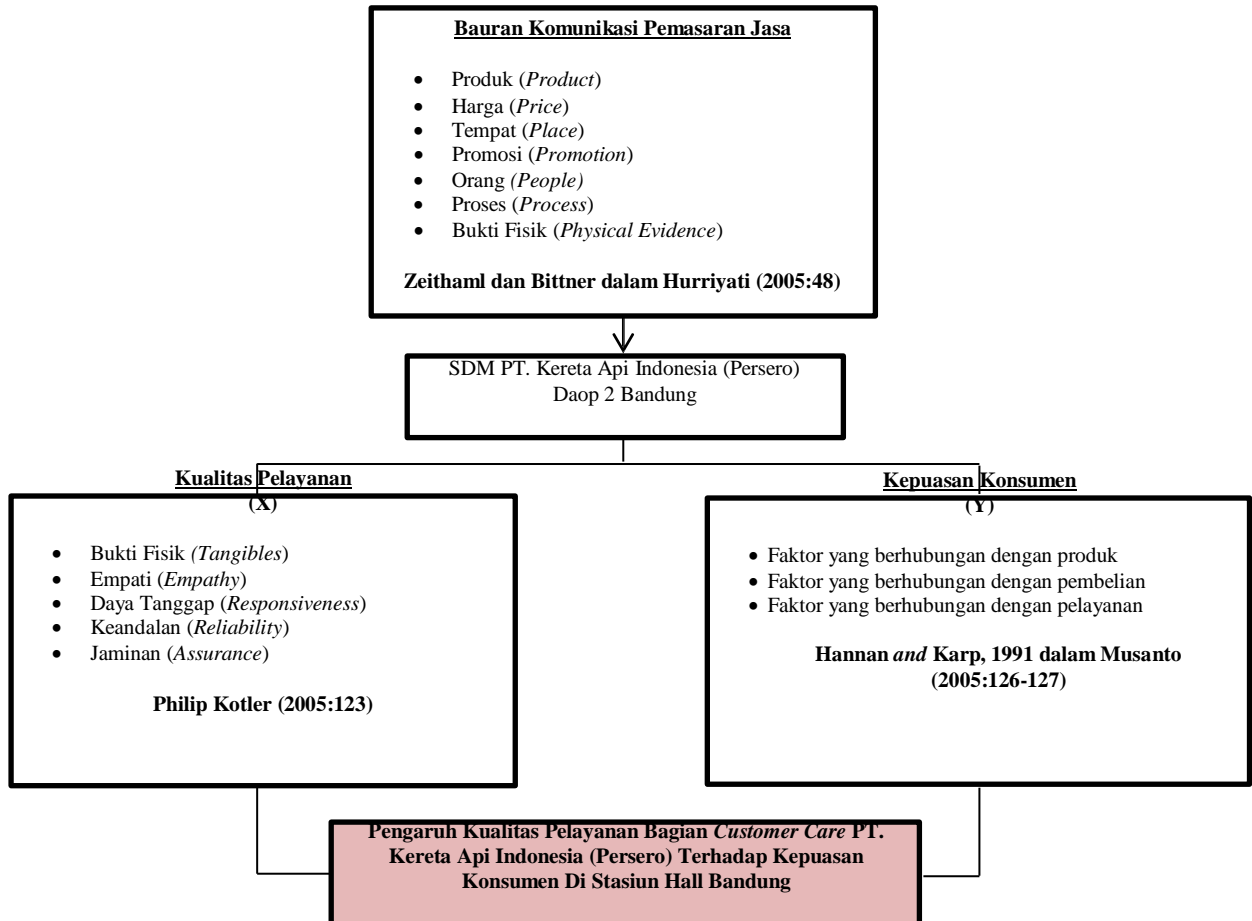 Bauran Komunikasi Pemasaran Jasa
• Produk (Product)
• Harga (Price)
• Tempat (Place)
• Promosi (Promotion)
• Orang (People)
• Proses (Process)
• Bukti Fisik (Physical Evidence)
Zeithaml dan Bittner dalam Hurriyati (2005:48)
SDM PT. Kereta Api Indonesia (Persero)
Daop 2 Bandung
Kualitas Pelayanan
(X)
• Bukti Fisik (Tangibles)
• Empati (Empathy)
• Daya Tanggap (Responsiveness)
• Keandalan (Reliability)
• Jaminan (Assurance)
Philip Kotler (2005:123)
Kepuasan Konsumen
(Y)
• Faktor yang berhubungan dengan produk
• Faktor yang berhubungan dengan pembelian
• Faktor yang berhubungan dengan pelayanan
Hannan and Karp, 1991 dalam Musanto
(2005:126-127)
Pengaruh Kualitas Pelayanan Bagian Customer Care PT.
Kereta Api Indonesia (Persero) Terhadap Kepuasan
Konsumen Di Stasiun Hall Bandung